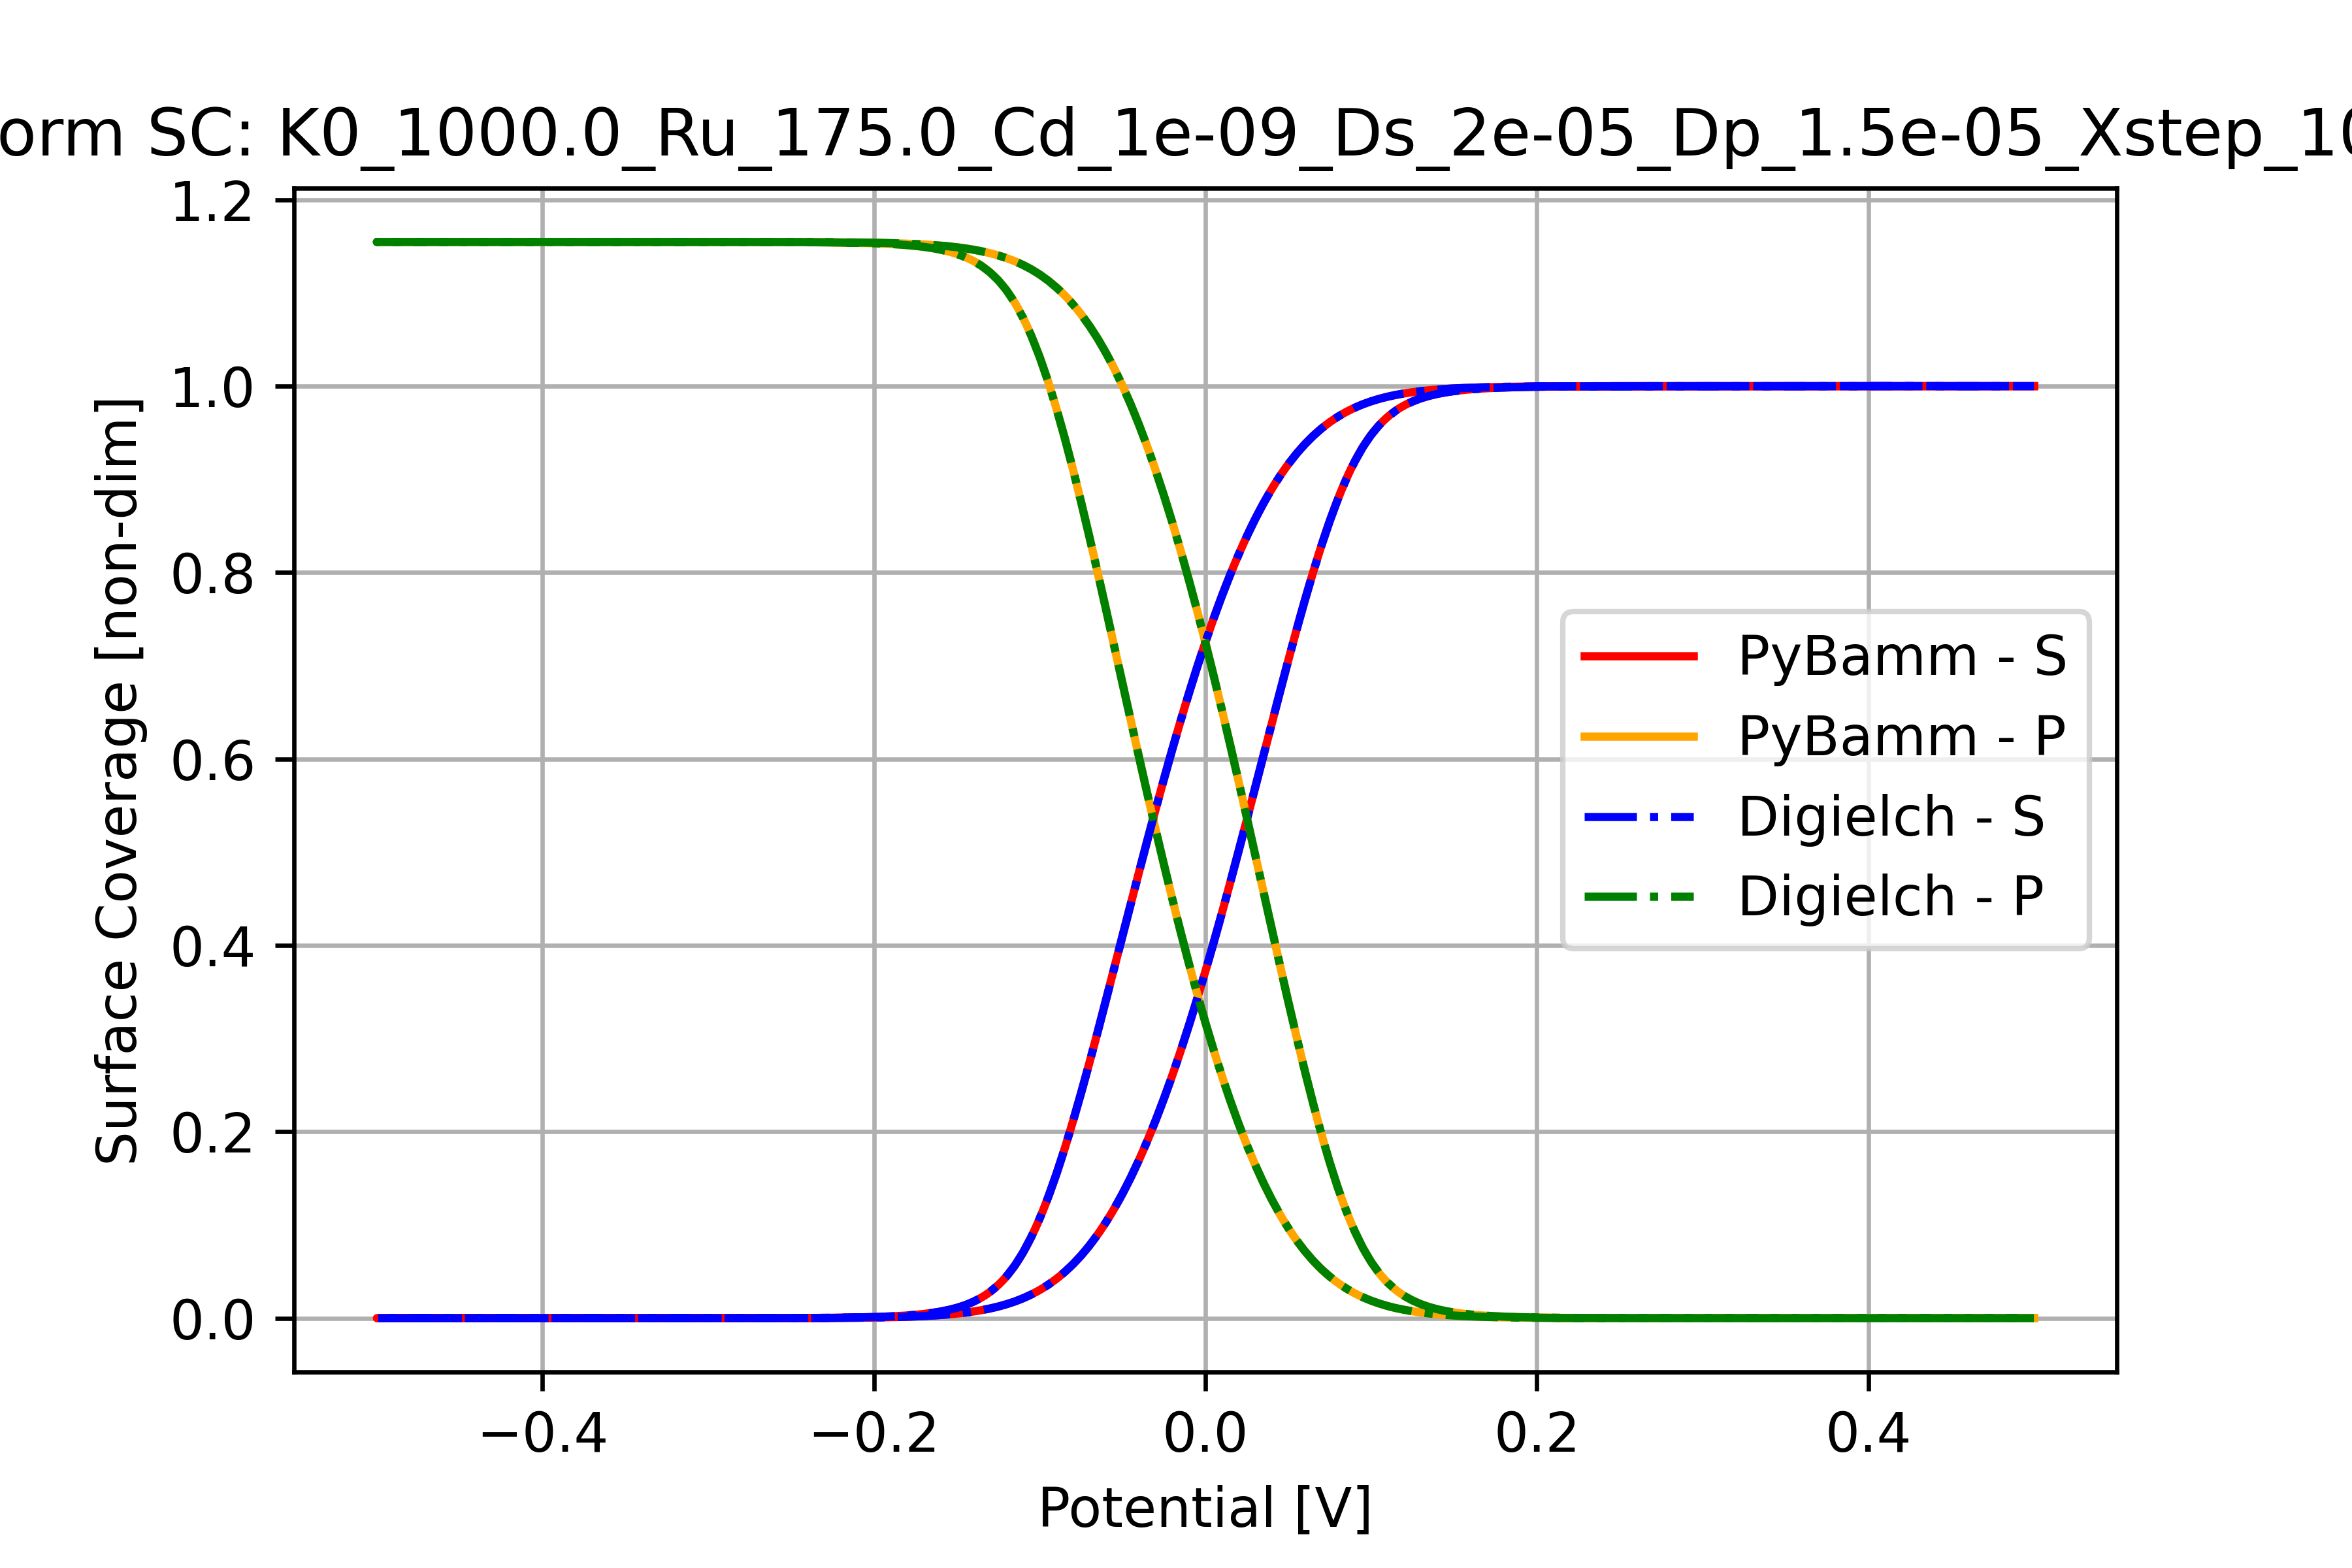 orm SC: K0_1000.0_Ru_175.0_Cd_1e-09_Ds_2e-05_Dp_1.5e-05_Xstep_10
1.2
1.0
0.8
0.6
0.4
0.2
0.0
Surface Coverage [non-dim]
PyBamm - S
PyBamm - P
Digielch - S
Digielch - P
−0.4 −0.2 0.0 0.2 0.4
Potential [V]